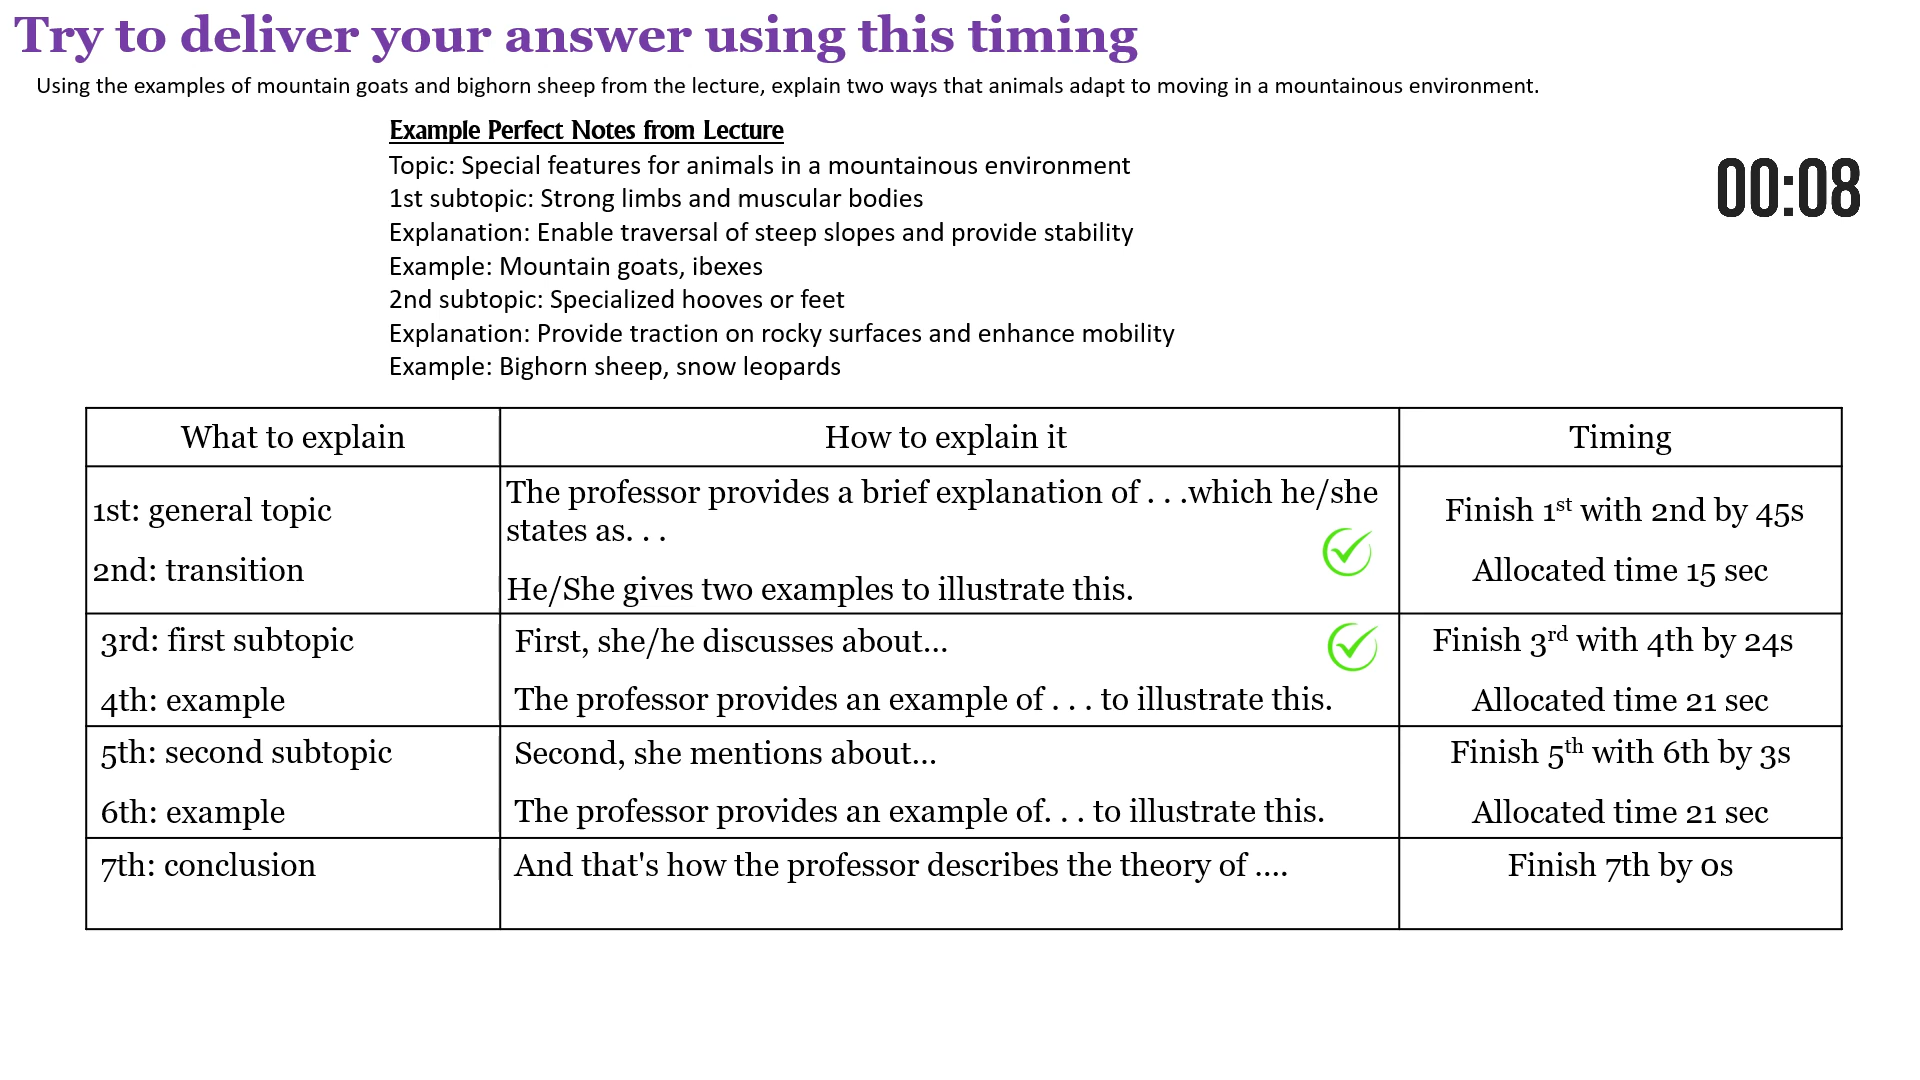 Try to deliver your answer using this timing
Using the examples of mountain goats and bighorn sheep from the lecture, explain two ways that animals adapt to moving in a mountainous environment.
Example Perfect Notes from Lecture
Topic: Special features for animals in a mountainous environment
1st subtopic: Strong limbs and muscular bodies
Explanation: Enable traversal of steep slopes and provide stability
Example: Mountain goats, ibexes
2nd subtopic: Specialized hooves or feet
Explanation: Provide traction on rocky surfaces and enhance mobility
Example: Bighorn sheep, snow leopards
00:08
What to explain
How to explain it
Timing
1st: general topic
2nd: transition
The professor provides a brief explanation of . . .which he/she
states as. . .
He/She gives two examples to illustrate this.
Finish 1st with 2nd by 45s
Allocated time 15 sec
3rd: first subtopic
4th: example
First, she/he discusses about...
The professor provides an example of . . . to illustrate this.
Finish 3rd with 4th by 24s
Allocated time 21 sec
5th: second subtopic
6th: example
Second, she mentions about...
The professor provides an example of. . . to illustrate this.
Finish 5th with 6th by 3s
Allocated time 21 sec
7th: conclusion
And that's how the professor describes the theory of ....
Finish 7th by 0s